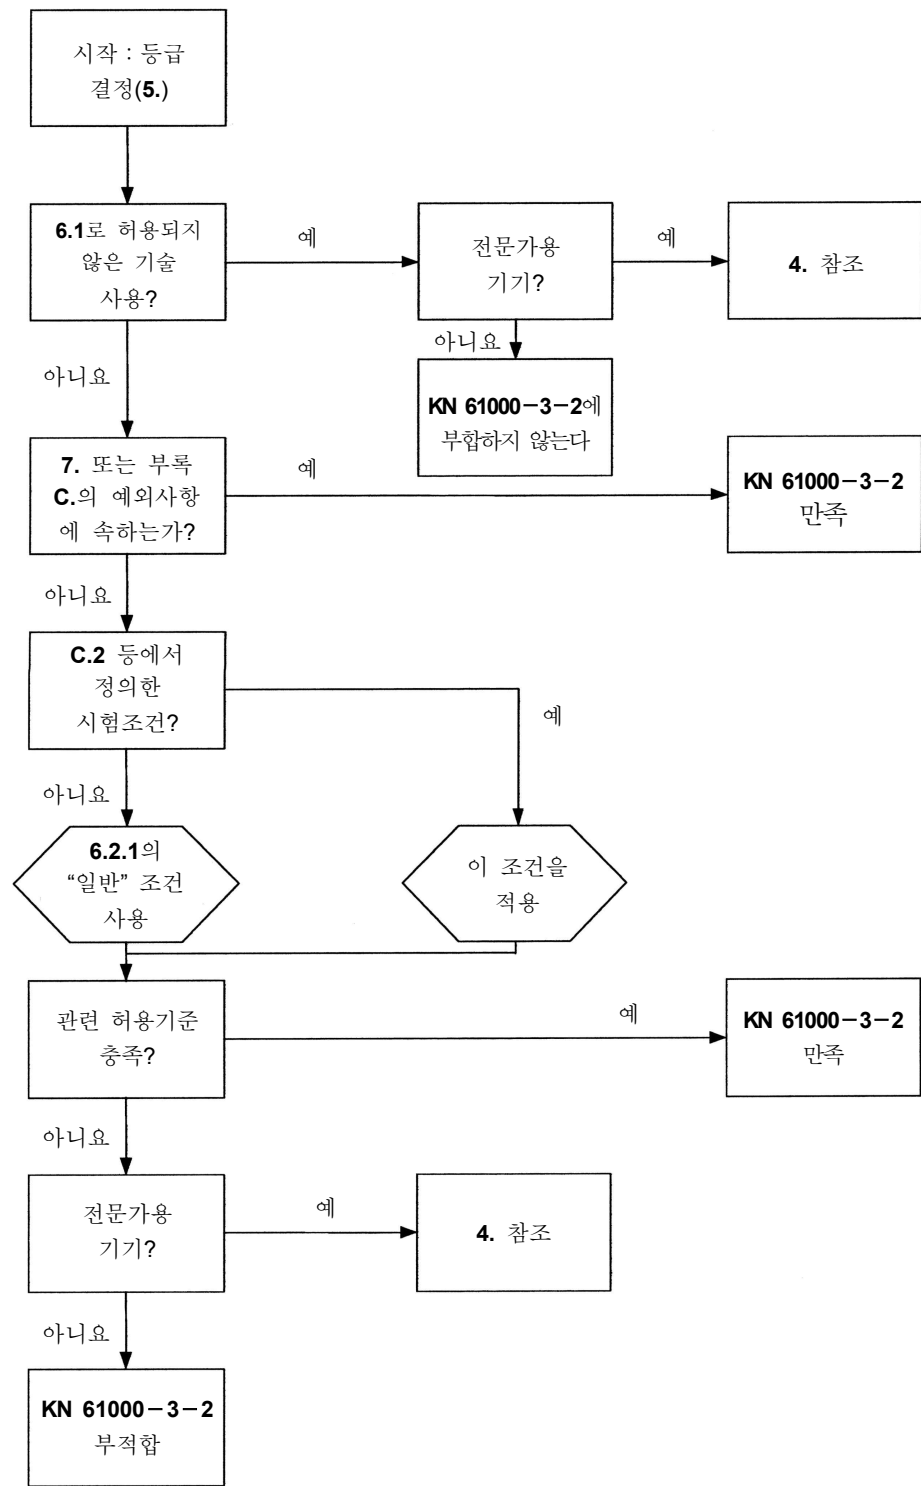 시작 : 등급
결정(5.)
6.1로 허용되지
않은 기술
사용?
예
전문가용
기기?
예
4. 참조
아니요
아니요
KN 61000－3－2에
부합하지 않는다
7. 또는 부록
C.의 예외사항
에 속하는가?
예
KN 61000－3－2
만족
아니요
C.2 등에서
정의한
시험조건?
예
아니요
6.2.1의
“일반” 조건
사용
이 조건을
적용
관련 허용기준
충족?
예
KN 61000－3－2
만족
아니요
전문가용
기기?
예
4. 참조
아니요
KN 61000－3－2
부적합